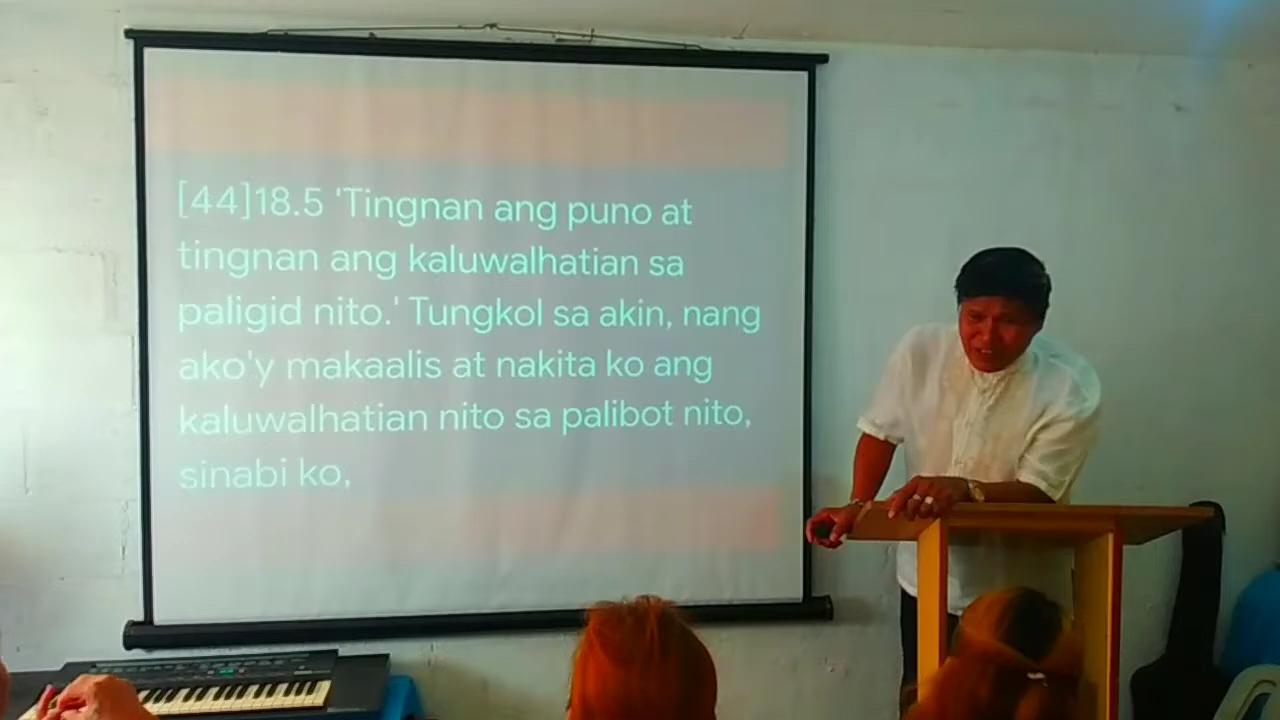 [44]18.5 'Tingnan ang puno at
tingnan ang kaluwalhatian sa
paligid nito.' Tungkol sa akin, nang
ako'y makaalis at nakita ko ang
kaluwalhatian nito sa palibot nito,
sinabi ko,